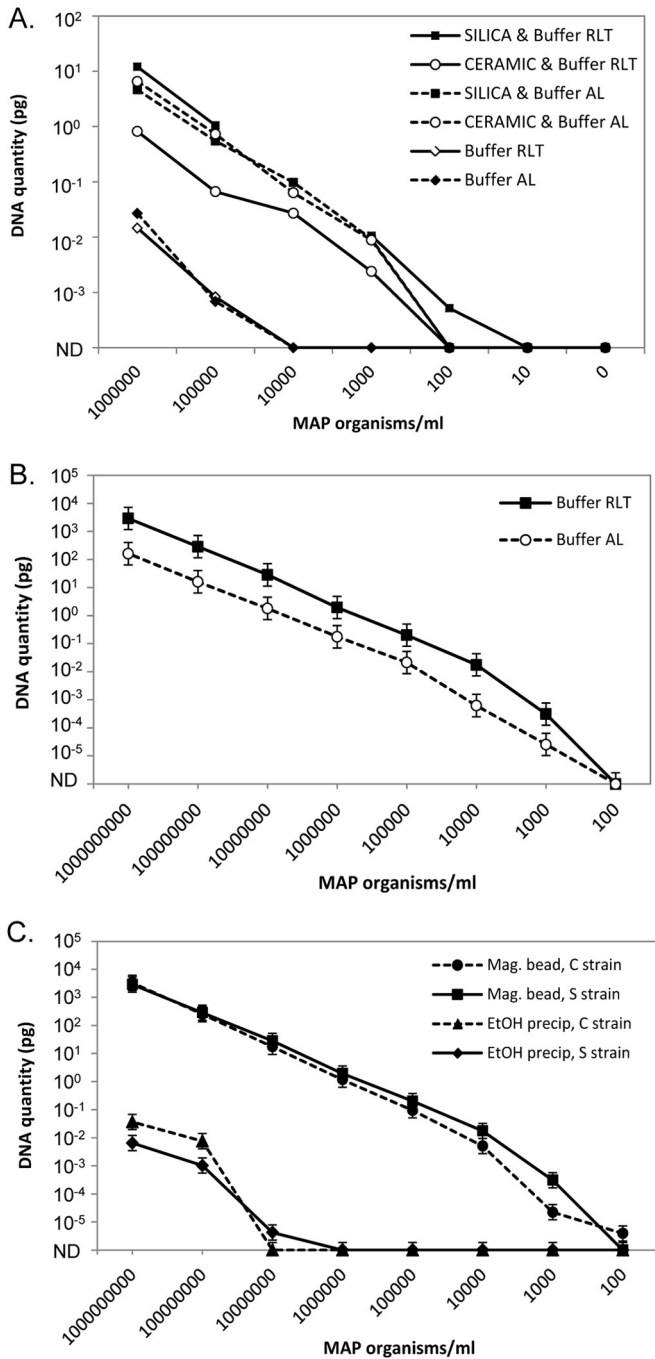 A.
DNA quantity (pg)
10²
10¹
10⁰
10⁻¹
10⁻²
10⁻³
ND
SILICA & Buffer RLT
CERAMIC & Buffer RLT
SILICA & Buffer AL
CERAMIC & Buffer AL
Buffer RLT
Buffer AL
1000000
100000
10000
1000
100
10
0
MAP organisms/ml
B.
DNA quantity (pg)
10⁵
10⁴
10³
10²
10¹
10⁰
10⁻¹
10⁻²
10⁻³
10⁻⁴
10⁻⁵
ND
Buffer RLT
Buffer AL
1000000000
100000000
10000000
1000000
100000
10000
1000
100
MAP organisms/ml
C.
DNA quantity (pg)
10⁵
10⁴
10³
10²
10¹
10⁰
10⁻¹
10⁻²
10⁻³
10⁻⁴
10⁻⁵
ND
Mag. bead, C strain
Mag. bead, S strain
EtOH precip, C strain
EtOH precip, S strain
1000000000
100000000
10000000
1000000
100000
10000
1000
100
MAP organisms/ml